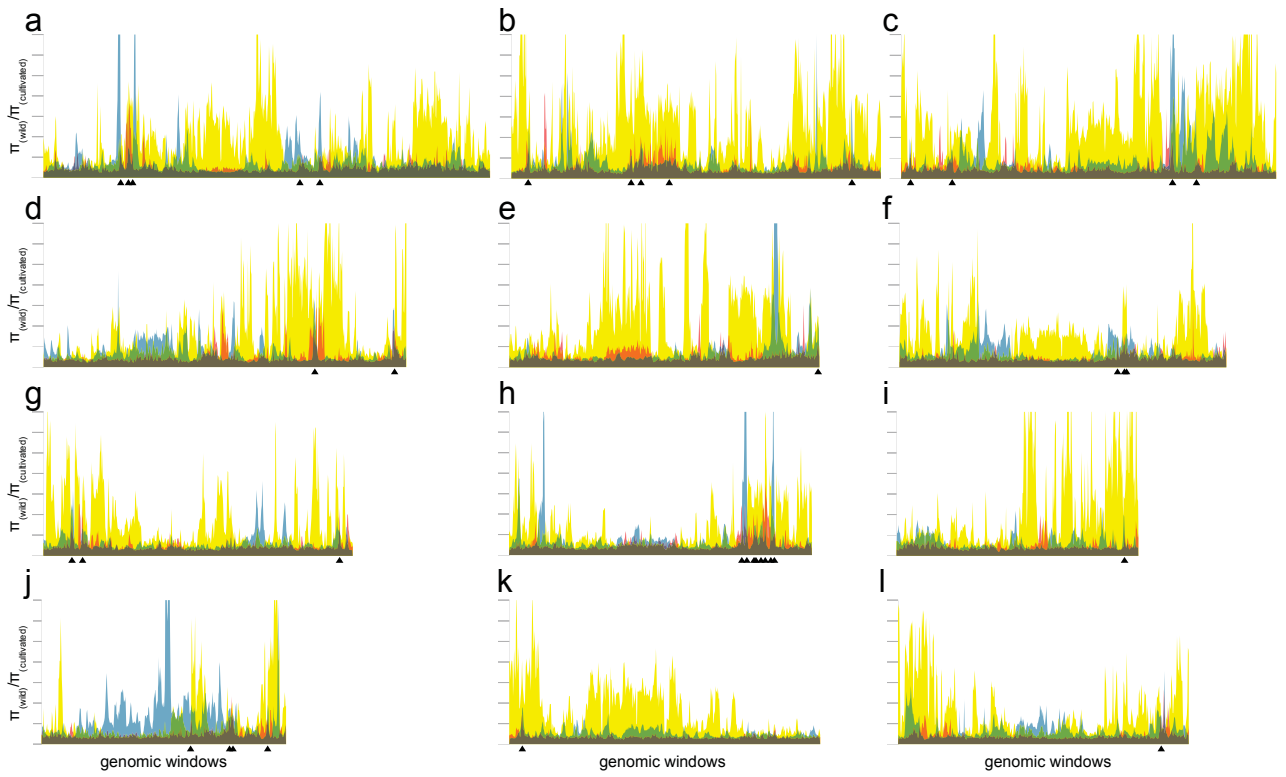 a
b
c
π(wild)/π(cultivated)
d
e
f
π(wild)/π(cultivated)
g
h
i
π(wild)/π(cultivated)
j
k
l
π(wild)/π(cultivated)
genomic windows
genomic windows
genomic windows